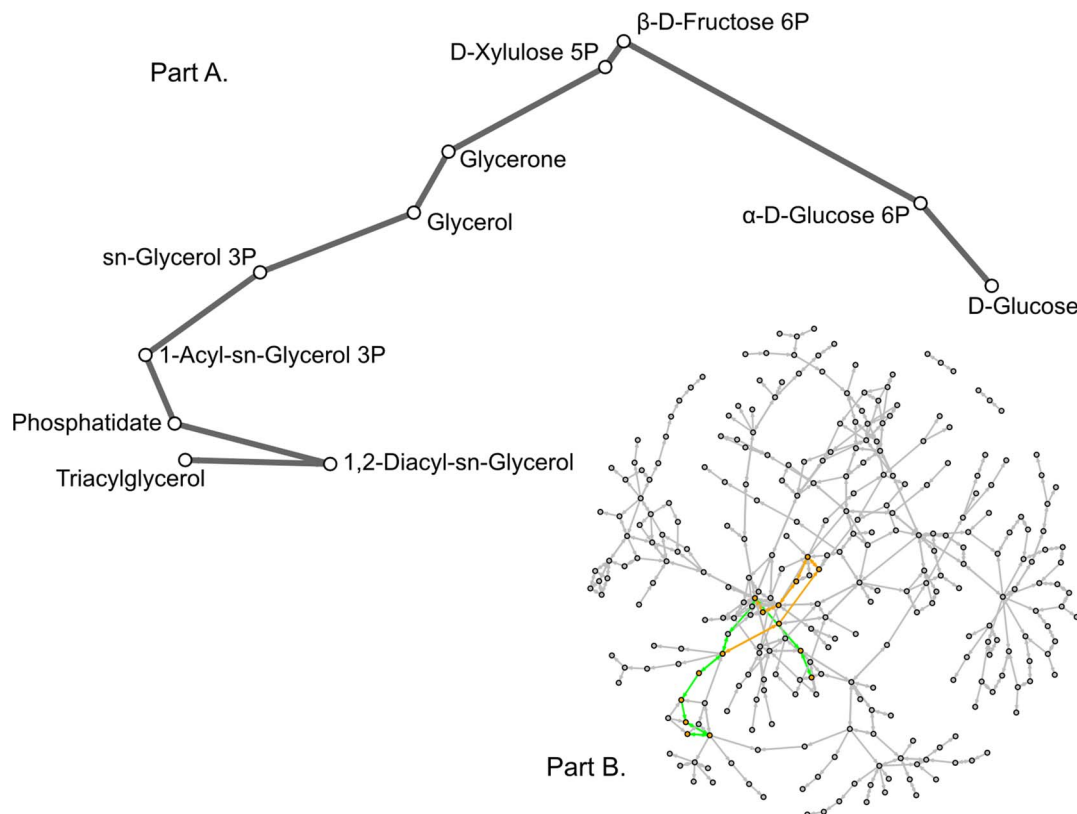 β-D-Fructose 6P
D-Xylulose 5P
Part A.
Glycerone
α-D-Glucose 6P
Glycerol
sn-Glycerol 3P
D-Glucose
1-Acyl-sn-Glycerol 3P
Phosphatidate
1,2-Diacyl-sn-Glycerol
Triacylglycerol
Part B.